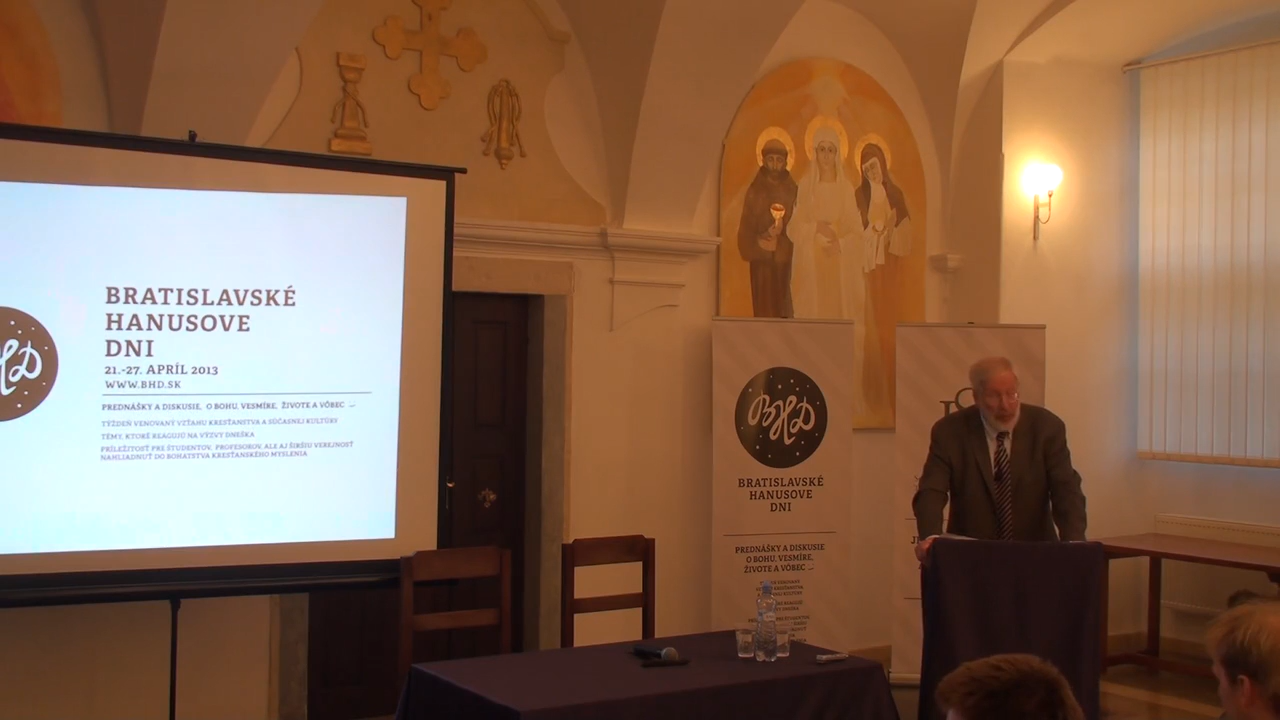 BRATISLAVSKÉ
HANUSOVE
DNI
21.-27. APRÍL 2013
WWW.BHD.SK
PREDNÁŠKY A DISKUSIE, O BOHU, VESMÍRE, ŽIVOTE A VÔBEC ...
TÝŽDEŇ VENOVANÝ VZŤAHU KRESŤANSTVA A SÚČASNEJ KULTÚRY
TÉMY, KTORÉ REAGUJÚ NA VÝZVY DNEŠKA
PRÍLEŽITOSŤ PRE ŠTUDENTOV, PROFESOROV, ALE AJ ŠIRŠIU VEREJNOSŤ
NAHLIADNUŤ DO BOHATSTVA KRESŤANSKÉHO MYSLENIA
HD
BHD
BRATISLAVSKÉ
HANUSOVE
DNI
PREDNÁŠKY A DISKUSIE
O BOHU, VESMÍRE,
ŽIVOTE A VÔBEC ...